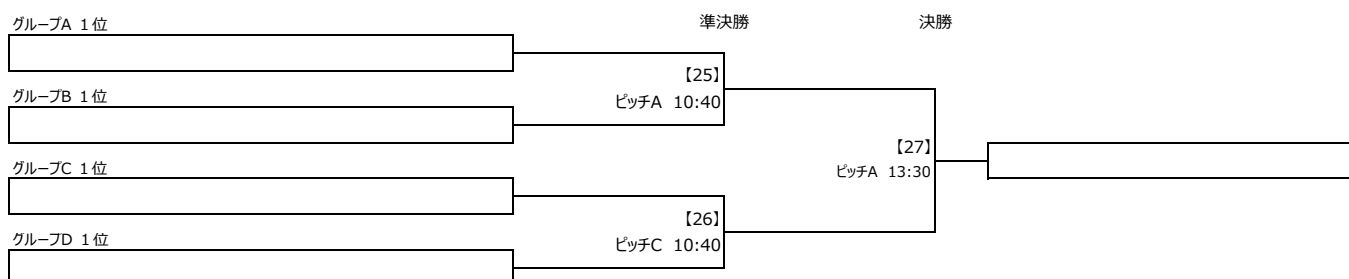 グループA 1位
準決勝
決勝
【25】
ピッチA 10:40
グループB 1位
【27】
ピッチA 13:30
グループC 1位
【26】
ピッチC 10:40
グループD 1位